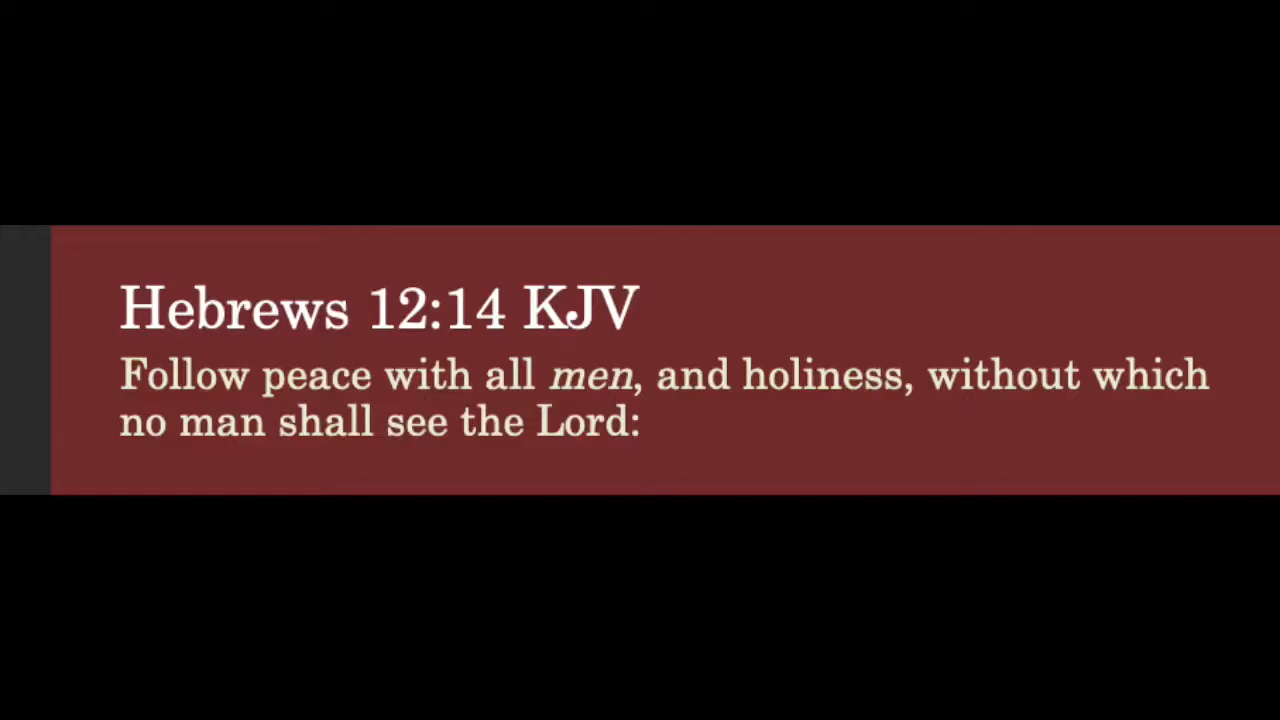 Hebrews 12:14 KJV
Follow peace with all men, and holiness, without which
no man shall see the Lord: